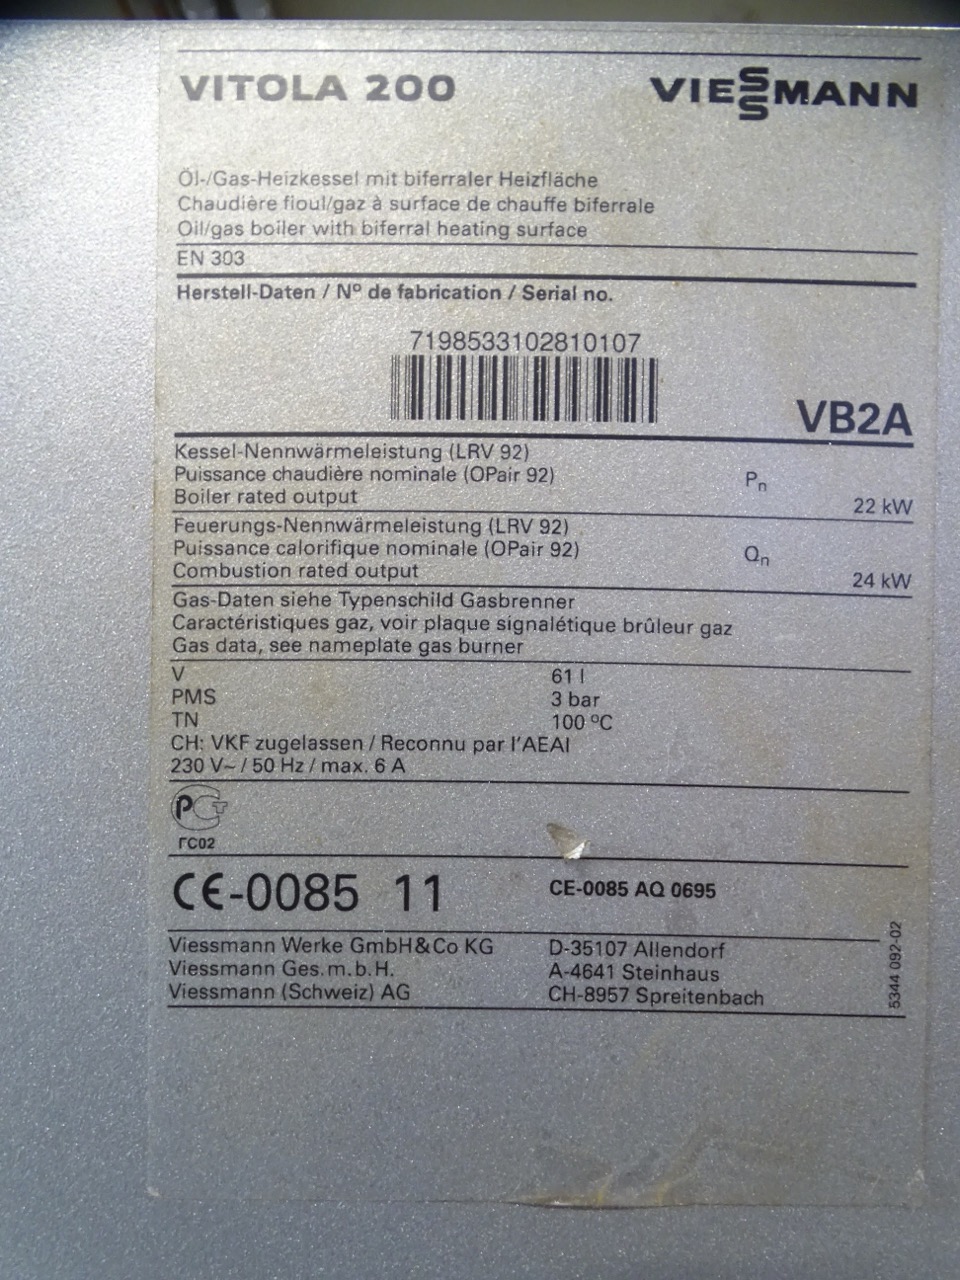 VITOLA 200 VIESSMANN
Öl-/Gas-Heizkessel mit biferraler Heizfläche
Chaudière fioul/gaz à surface de chauffe biferrale
Oil/gas boiler with biferral heating surface
EN 303
Herstell-Daten / Nº de fabrication / Serial no.
7198533102810107
VB2A
Kessel-Nennwärmeleistung (LRV 92)
Puissance chaudière nominale (OPair 92) Pn
Boiler rated output 22 kW
Feuerungs-Nennwärmeleistung (LRV 92)
Puissance calorifique nominale (OPair 92) Qn
Combustion rated output 24 kW
Gas-Daten siehe Typenschild Gasbrenner
Caractéristiques gaz, voir plaque signalétique brûleur gaz
Gas data, see nameplate gas burner
V 61 l
PMS 3 bar
TN 100 ºC
CH: VKF zugelassen / Reconnu par l'AEAI
230 V~ / 50 Hz / max. 6 A
РСТ
ГС02
CE-0085 11 CE-0085 AQ 0695
Viessmann Werke GmbH&Co KG D-35107 Allendorf
Viessmann Ges.m.b.H. A-4641 Steinhaus
Viessmann (Schweiz) AG CH-8957 Spreitenbach
5344 092-02